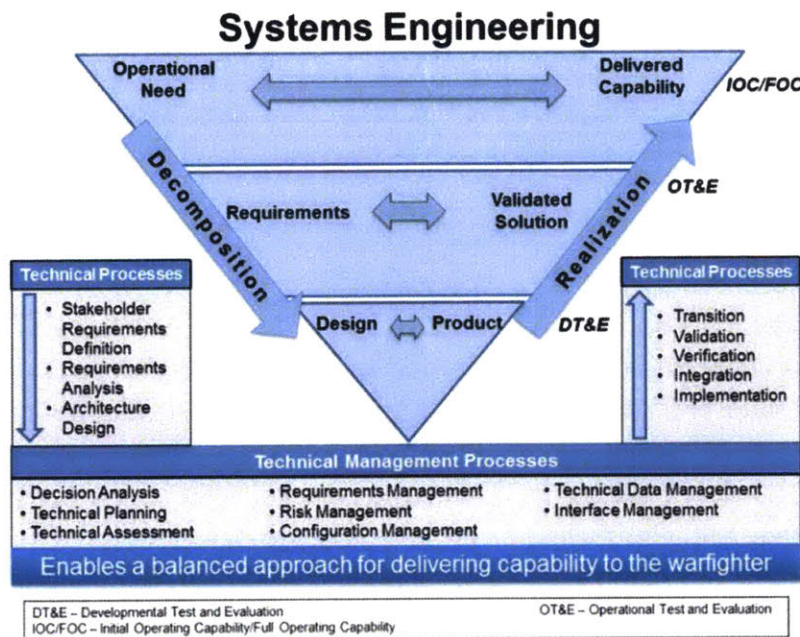 Systems Engineering
Operational
Need
Delivered
Capability
IOC/FOC
Decomposition
Realization
OT&E
Requirements
Validated
Solution
Design
Product
DT&E
Technical Processes
• Stakeholder
Requirements
Definition
• Requirements
Analysis
• Architecture
Design
Technical Processes
• Transition
• Validation
• Verification
• Integration
• Implementation
Technical Management Processes
• Decision Analysis
• Technical Planning
• Technical Assessment
• Requirements Management
• Risk Management
• Configuration Management
• Technical Data Management
• Interface Management
Enables a balanced approach for delivering capability to the warfighter
DT&E – Developmental Test and Evaluation
OT&E – Operational Test and Evaluation
IOC/FOC – Initial Operating Capability/Full Operating Capability